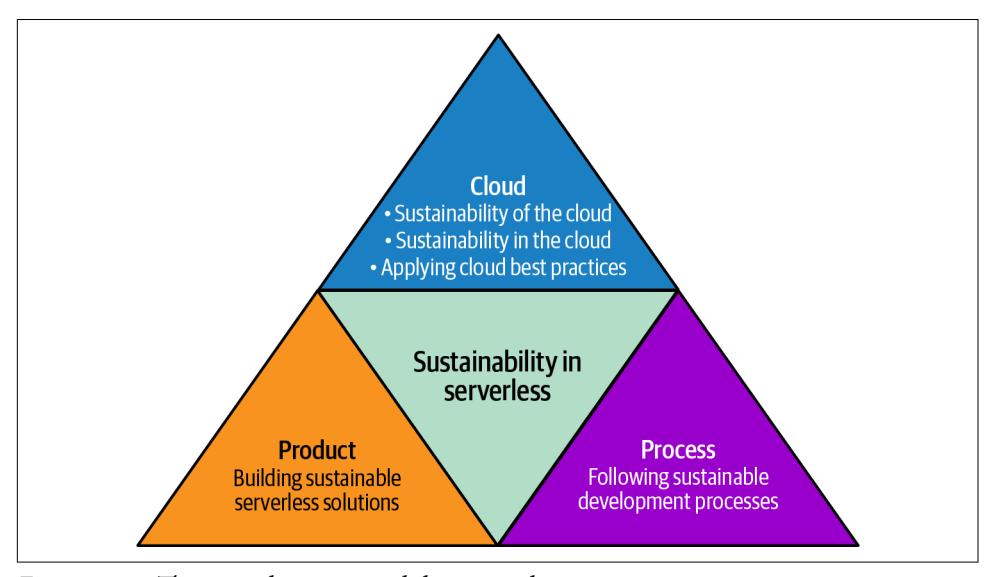 Cloud
• Sustainability of the cloud
• Sustainability in the cloud
• Applying cloud best practices
Sustainability in
serverless
Product
Building sustainable
serverless solutions
Process
Following sustainable
development processes